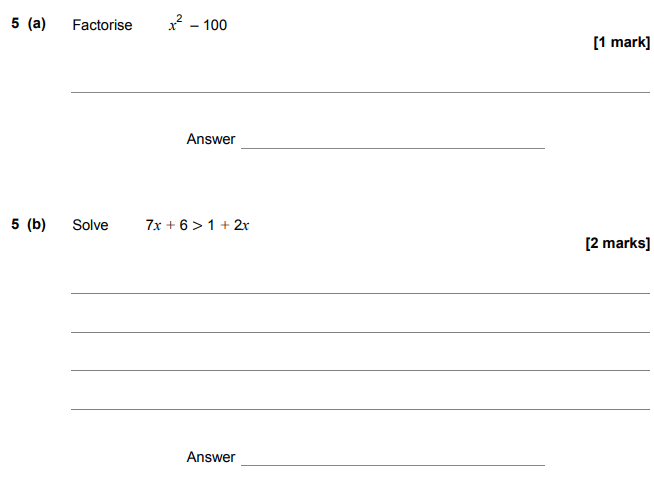 5 (a) Factorise x² – 100
[1 mark]
Answer
5 (b) Solve 7x + 6 > 1 + 2x
[2 marks]
Answer